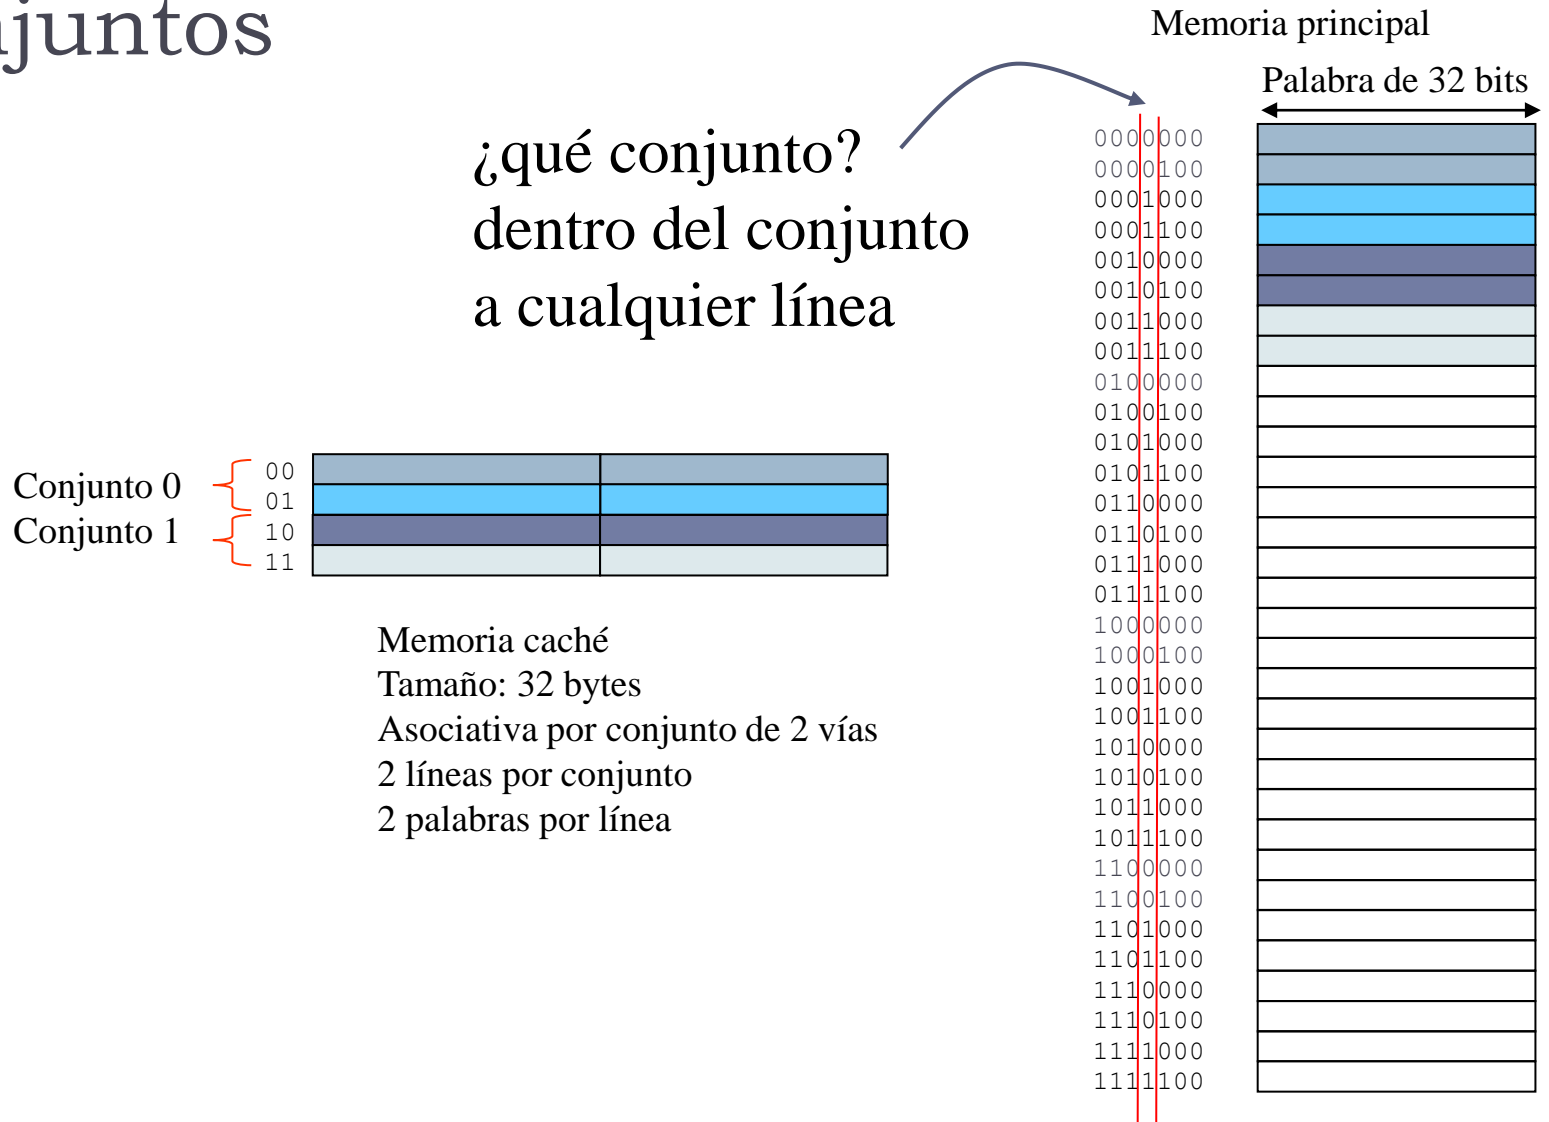 juntos
Memoria principal
Palabra de 32 bits
¿qué conjunto?
dentro del conjunto
a cualquier línea
0000000
0000100
0001000
0001100
0010000
0010100
0011000
0011100
0100000
0100100
0101000
0101100
0110000
0110100
0111000
0111100
1000000
1000100
1001000
1001100
1010000
1010100
1011000
1011100
1100000
1100100
1101000
1101100
1110000
1110100
1111000
1111100
Conjunto 0
Conjunto 1
00
01
10
11
Memoria caché
Tamaño: 32 bytes
Asociativa por conjunto de 2 vías
2 líneas por conjunto
2 palabras por línea